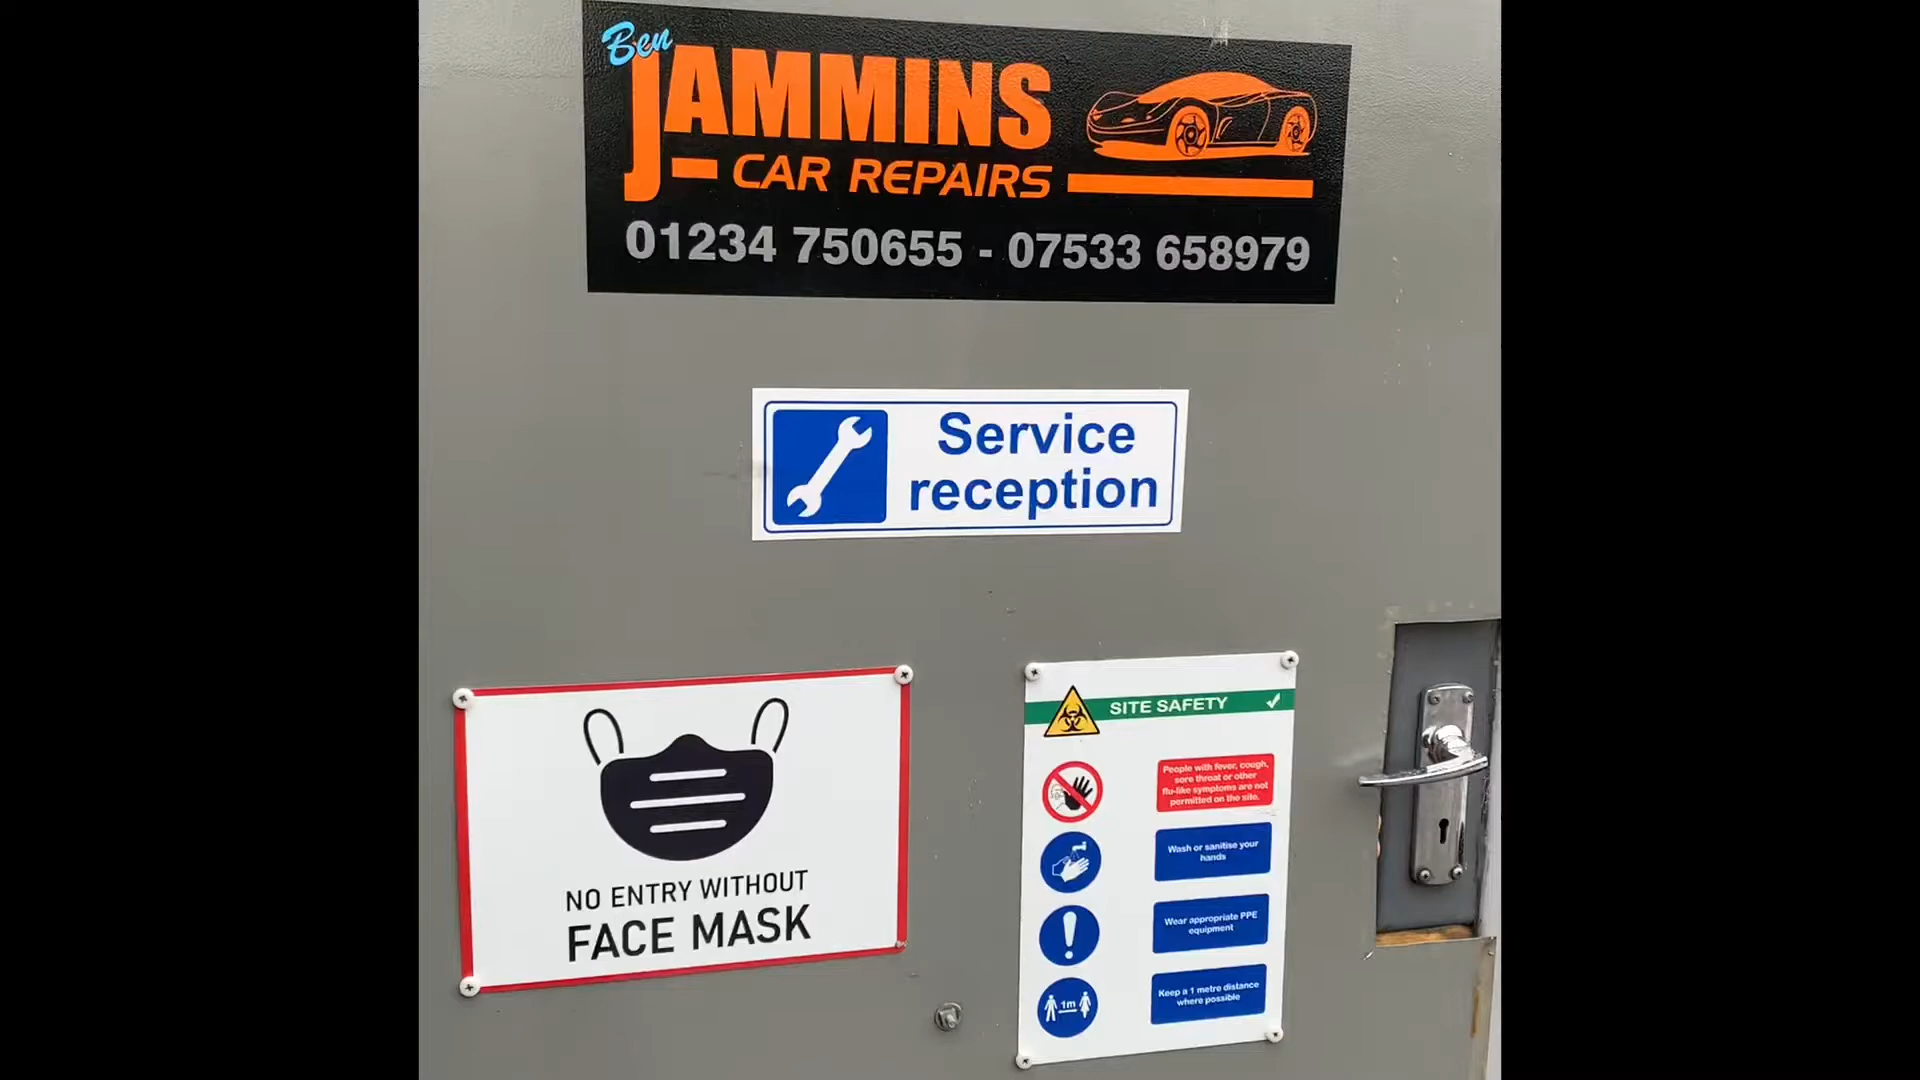 Ben
JAMMINS
CAR REPAIRS
01234 750655 - 07533 658979
Service
reception
NO ENTRY WITHOUT
FACE MASK
SITE SAFETY
People with fever, cough,
sore throat or other
flu-like symptoms are not
permitted on the site.
Wash or sanitise your
hands
Wear appropriate PPE
equipment
1m
Keep a 1 metre distance
where possible